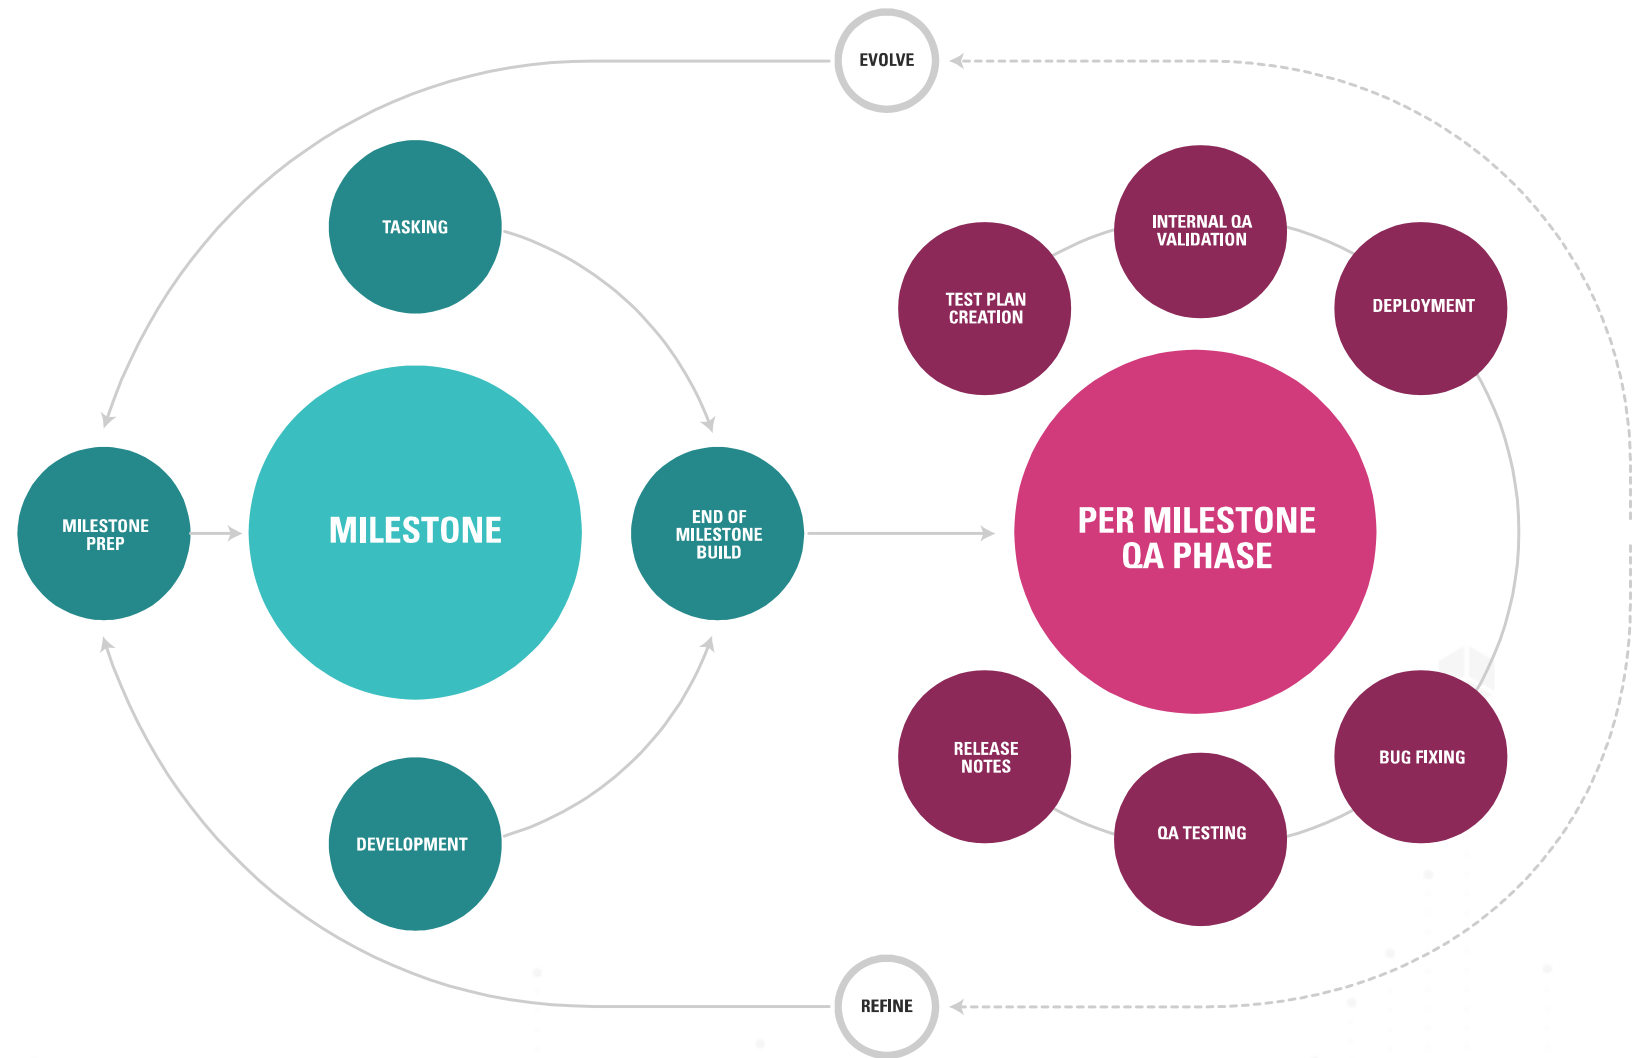 EVOLVE
TASKING
INTERNAL QA
VALIDATION
TEST PLAN
CREATION
DEPLOYMENT
MILESTONE
PREP
MILESTONE
END OF
MILESTONE
BUILD
PER MILESTONE
QA PHASE
RELEASE
NOTES
BUG FIXING
DEVELOPMENT
QA TESTING
REFINE